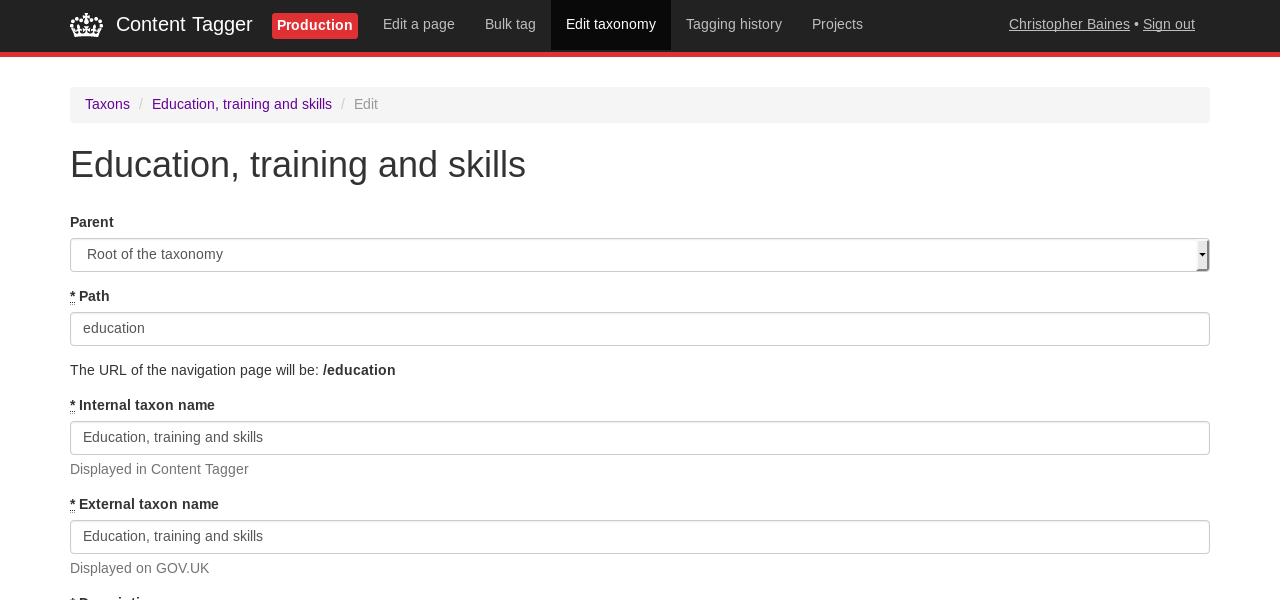 Content Tagger Production Edit a page Bulk tag Edit taxonomy Tagging history Projects Christopher Baines • Sign out
Taxons / Education, training and skills / Edit
Education, training and skills
Parent
Root of the taxonomy
* Path
education
The URL of the navigation page will be: /education
* Internal taxon name
Education, training and skills
Displayed in Content Tagger
* External taxon name
Education, training and skills
Displayed on GOV.UK